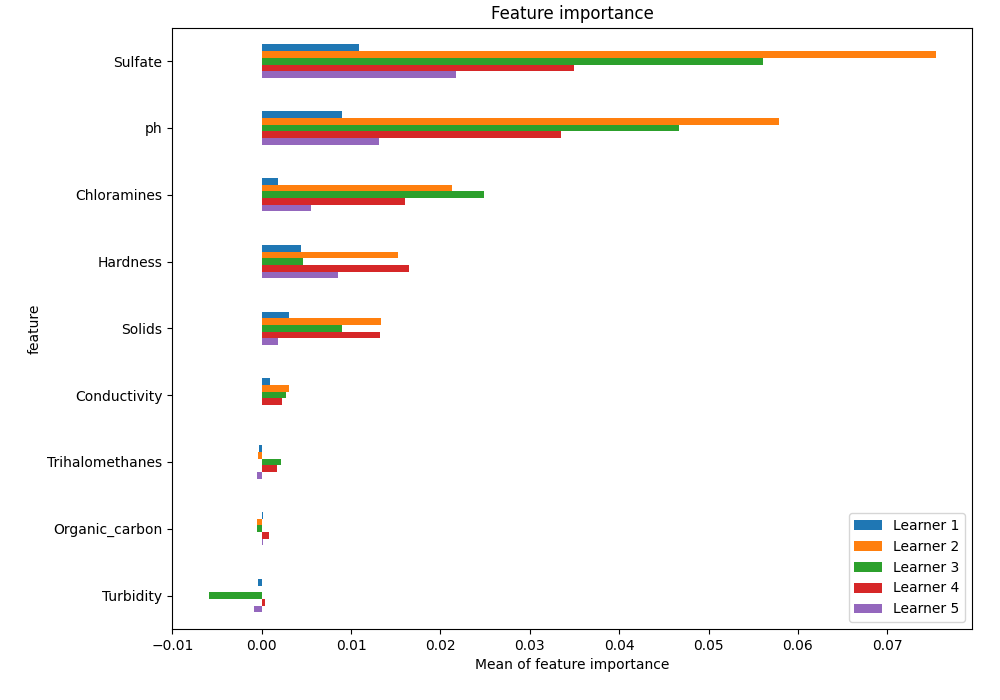 Feature importance
Sulfate
ph
Chloramines
Hardness
Solids
Conductivity
Trihalomethanes
Organic_carbon
Turbidity
feature
Learner 1
Learner 2
Learner 3
Learner 4
Learner 5
−0.01 0.00 0.01 0.02 0.03 0.04 0.05 0.06 0.07
Mean of feature importance